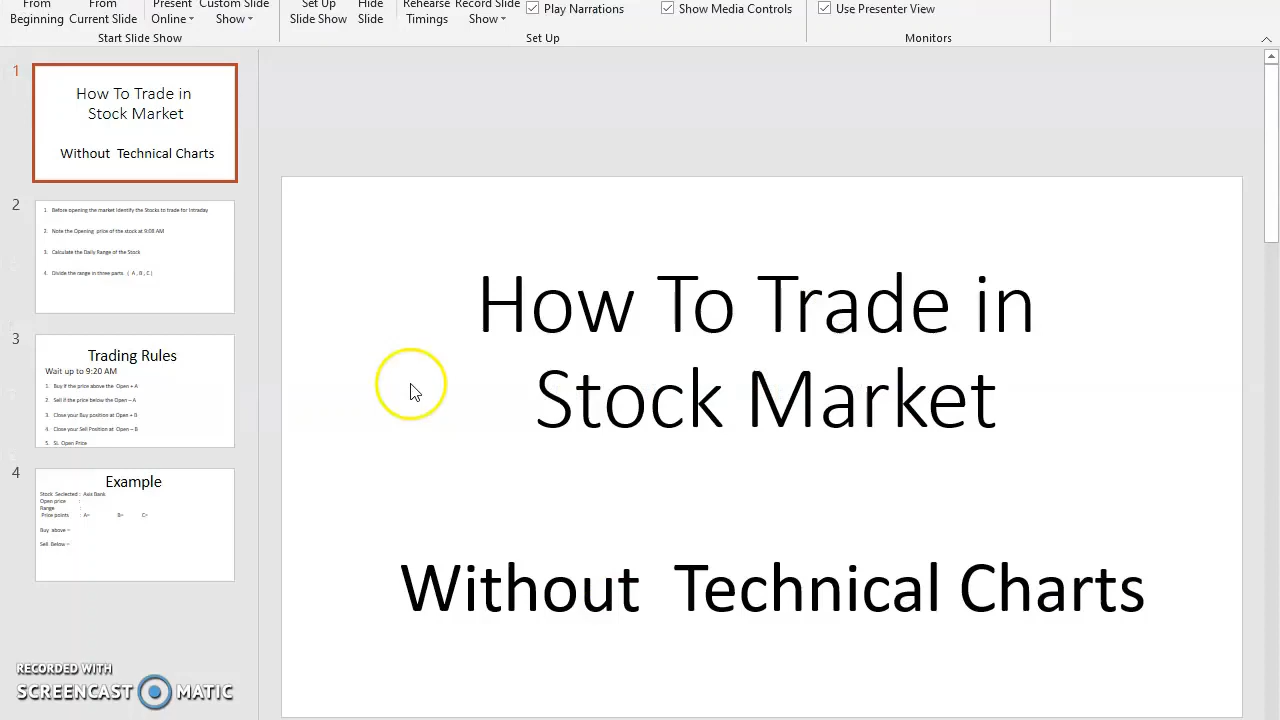 From
Beginning
From
Current Slide
Present
Online
Custom Slide
Show
Set Up
Slide Show
Hide
Slide
Rehearse
Timings
Record Slide
Show
Play Narrations
Show Media Controls
Use Presenter View
Start Slide Show
Set Up
Monitors
1
How To Trade in
Stock Market
Without Technical Charts
2
1. Before opening the market Identify the Stocks to trade for Intraday
2. Note the Opening price of the stock at 9:08 AM
3. Calculate the Daily Range of the Stock
4. Divide the range in three parts. ( A , B , C )
3
Trading Rules
Wait up to 9:20 AM
1. Buy if the price above the Open + A
2. Sell if the price below the Open – A
3. Close your Buy position at Open + B
4. Close your Sell Position at Open – B
5. SL Open Price
4
Example
Stock Seclected : Axis Bank
Open price :
Range :
Price points : A= B= C=
Buy above =
Sell Below =
How To Trade in
Stock Market
Without Technical Charts
RECORDED WITH
SCREENCAST MATIC